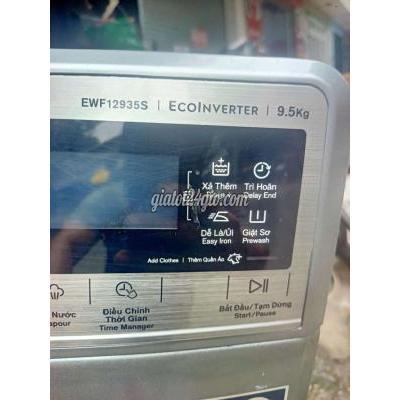 EWF12935S | ECOINVERTER | 9.5Kg
Xả Thêm
Trì Hoãn
Delay End
giatot24gio.com
Dễ Là/Ủi
Easy Iron
Giặt Sơ
Prewash
Add Clothes | Thêm Quần Áo
Nước
apour
Điều Chỉnh
Thời Gian
Time Manager
Bắt Đầu/Tạm Dừng
Start/Pause